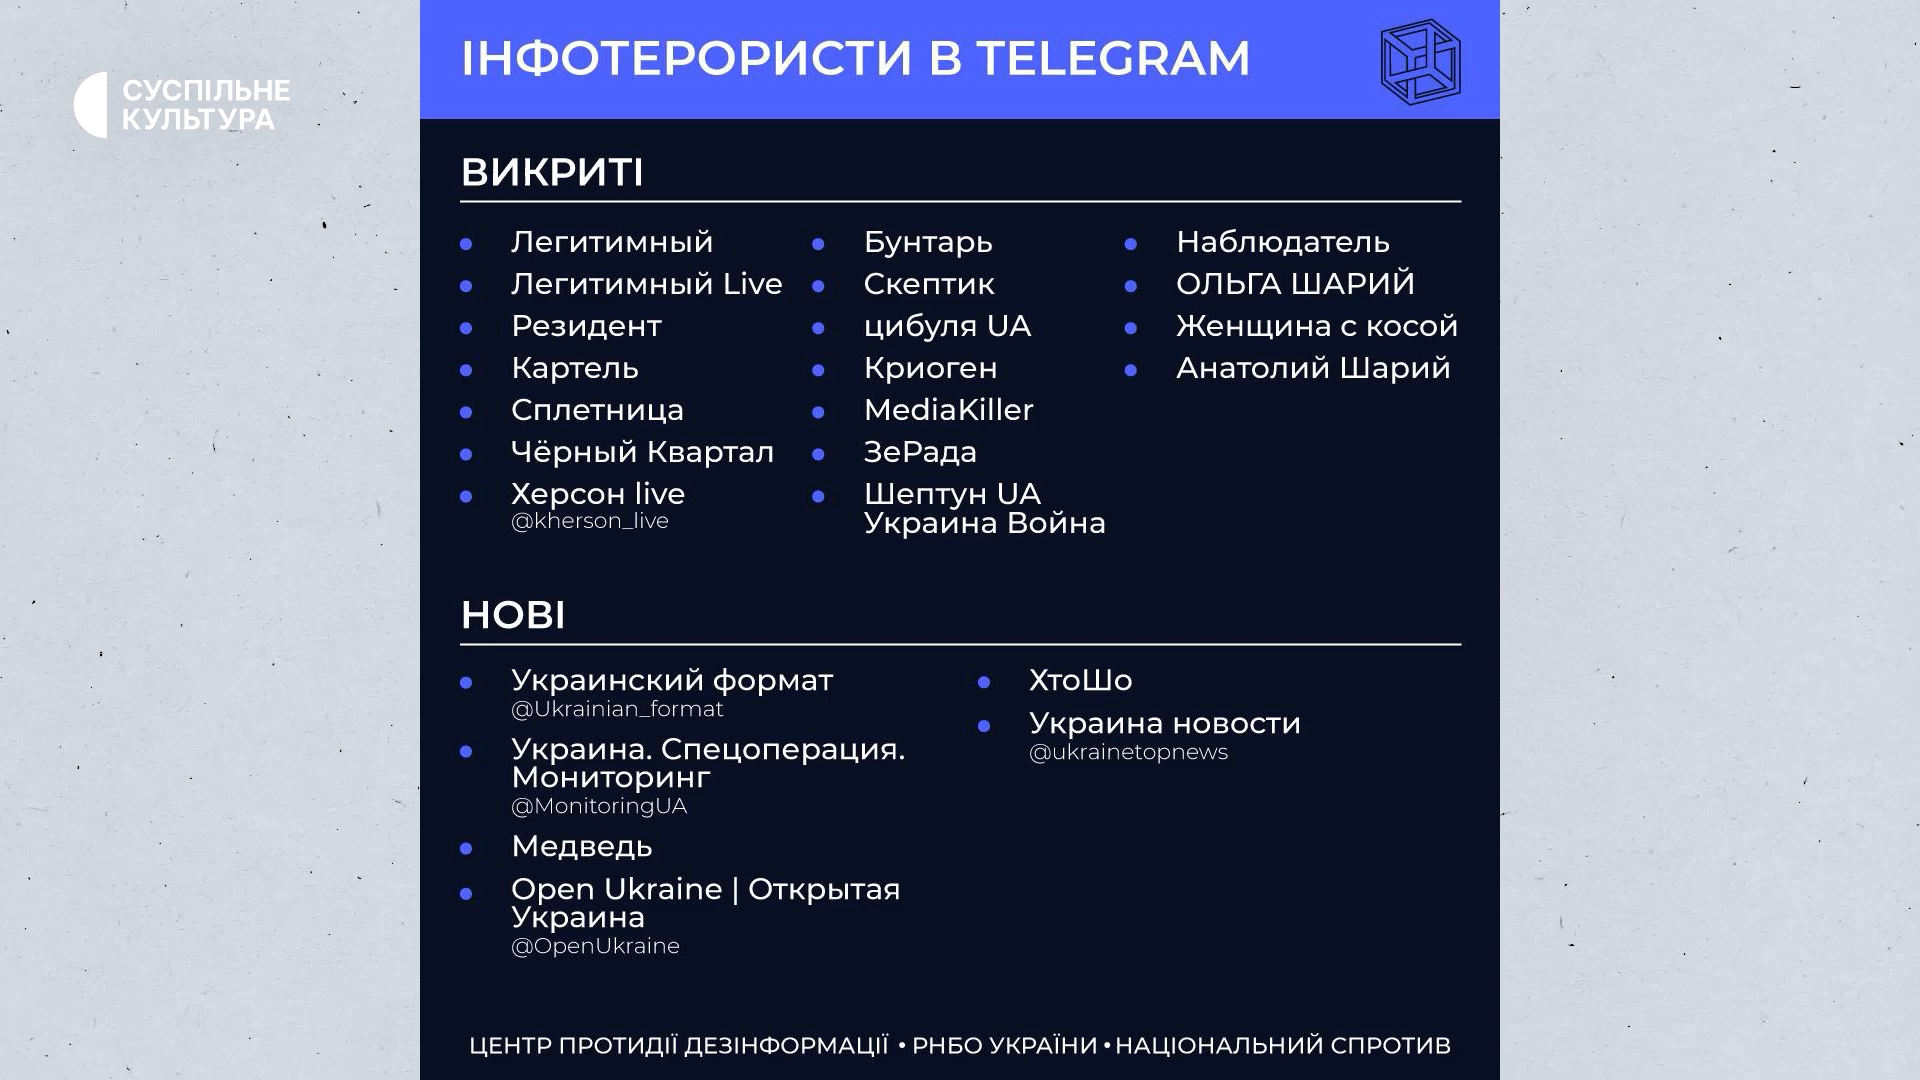 СУСПІЛЬНЕ
КУЛЬТУРА
ІНФОТЕРОРИСТИ В TELEGRAM
ВИКРИТІ
Легитимный
Легитимный Live
Резидент
Картель
Сплетница
Чёрный Квартал
Херсон live
@kherson_live
Бунтарь
Скептик
цибуля UA
Криоген
MediaKiller
ЗеРада
Шептун UA
Украина Война
Наблюдатель
ОЛЬГА ШАРИЙ
Женщина с косой
Анатолий Шарий
НОВІ
Украинский формат
@Ukrainian_format
Украина. Спецоперация.
Мониторинг
@MonitoringUA
Медведь
Open Ukraine | Открытая
Украина
@OpenUkraine
ХтоШо
Украина новости
@ukrainetopnews
ЦЕНТР ПРОТИДІЇ ДЕЗІНФОРМАЦІЇ • РНБО УКРАЇНИ • НАЦІОНАЛЬНИЙ СПРОТИВ